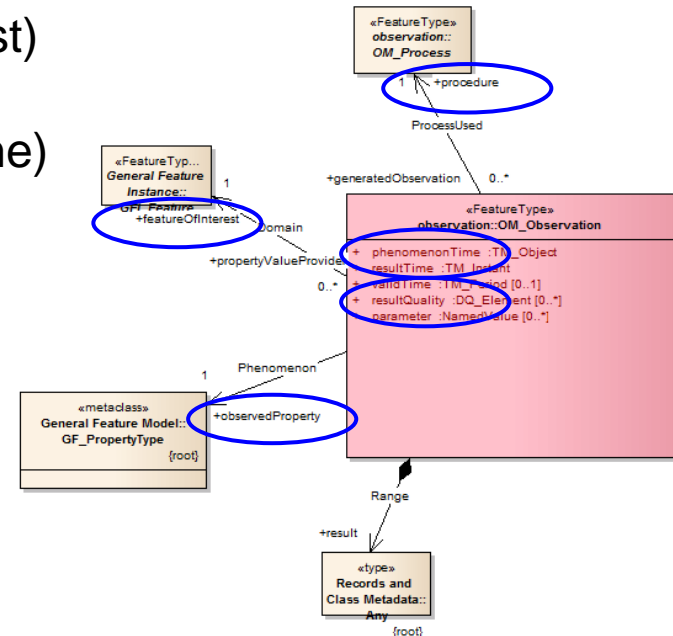 st)
ne)
«FeatureType»
observation::
OM_Process
1
+procedure
ProcessUsed
+generatedObservation
0..*
«FeatureTyp...
General Feature
Instance::
GFI_Feature
1
+featureOfInterest
Domain
+propertyValueProvider
0..*
«FeatureType»
observation::OM_Observation
+ phenomenonTime :TM_Object
+ resultTime :TM_Instant
+ validTime :TM_Period [0..1]
+ resultQuality :DQ_Element [0..*]
+ parameter :NamedValue [0..*]
Phenomenon
1
+observedProperty
«metaclass»
General Feature Model::
GF_PropertyType
{root}
Range
+result
«type»
Records and
Class Metadata::
Any
{root}